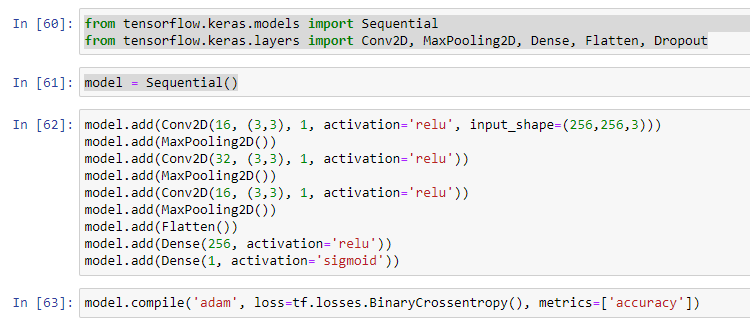 In [60]: from tensorflow.keras.models import Sequential
from tensorflow.keras.layers import Conv2D, MaxPooling2D, Dense, Flatten, Dropout
In [61]: model = Sequential()
In [62]: model.add(Conv2D(16, (3,3), 1, activation='relu', input_shape=(256,256,3)))
model.add(MaxPooling2D())
model.add(Conv2D(32, (3,3), 1, activation='relu'))
model.add(MaxPooling2D())
model.add(Conv2D(16, (3,3), 1, activation='relu'))
model.add(MaxPooling2D())
model.add(Flatten())
model.add(Dense(256, activation='relu'))
model.add(Dense(1, activation='sigmoid'))
In [63]: model.compile('adam', loss=tf.losses.BinaryCrossentropy(), metrics=['accuracy'])